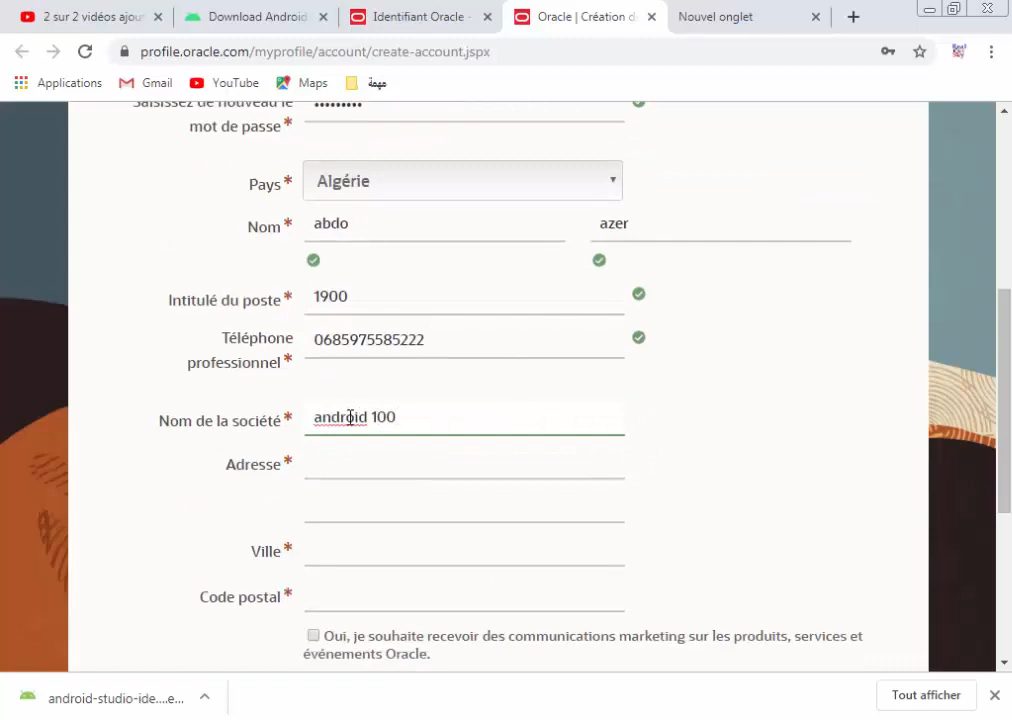 2 sur 2 vidéos ajou
Download Android
Identifiant Oracle -
Oracle | Création d
Nouvel onglet
profile.oracle.com/myprofile/account/create-account.jspx
Applications
Gmail
YouTube
Maps
مهمة
Saisissez de nouveau le
mot de passe*
Pays* Algérie
Nom* abdo azer
Intitulé du poste* 1900
Téléphone
professionnel* 0685975585222
Nom de la société* android 100
Adresse*
Ville*
Code postal*
Oui, je souhaite recevoir des communications marketing sur les produits, services et
événements Oracle.
android-studio-ide....e...
Tout afficher